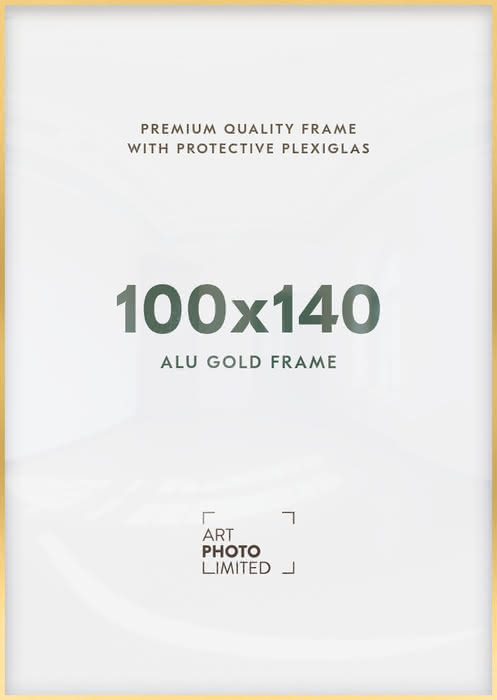 PREMIUM QUALITY FRAME
WITH PROTECTIVE PLEXIGLAS
100x140
ALU GOLD FRAME
ART
PHOTO
LIMITED